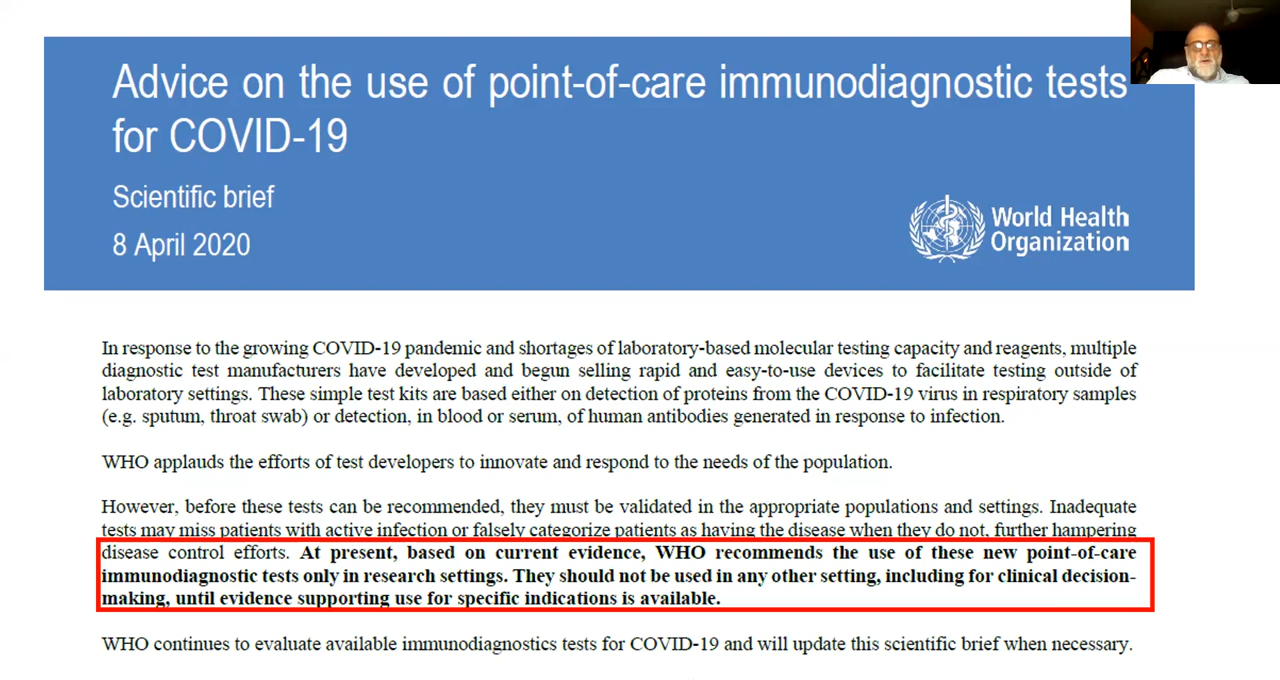 Advice on the use of point-of-care immunodiagnostic tests
for COVID-19
Scientific brief
8 April 2020
World Health
Organization
In response to the growing COVID-19 pandemic and shortages of laboratory-based molecular testing capacity and reagents, multiple
diagnostic test manufacturers have developed and begun selling rapid and easy-to-use devices to facilitate testing outside of
laboratory settings. These simple test kits are based either on detection of proteins from the COVID-19 virus in respiratory samples
(e.g. sputum, throat swab) or detection, in blood or serum, of human antibodies generated in response to infection.
WHO applauds the efforts of test developers to innovate and respond to the needs of the population.
However, before these tests can be recommended, they must be validated in the appropriate populations and settings. Inadequate
tests may miss patients with active infection or falsely categorize patients as having the disease when they do not, further hampering
disease control efforts. At present, based on current evidence, WHO recommends the use of these new point-of-care
immunodiagnostic tests only in research settings. They should not be used in any other setting, including for clinical decision-
making, until evidence supporting use for specific indications is available.
WHO continues to evaluate available immunodiagnostics tests for COVID-19 and will update this scientific brief when necessary.